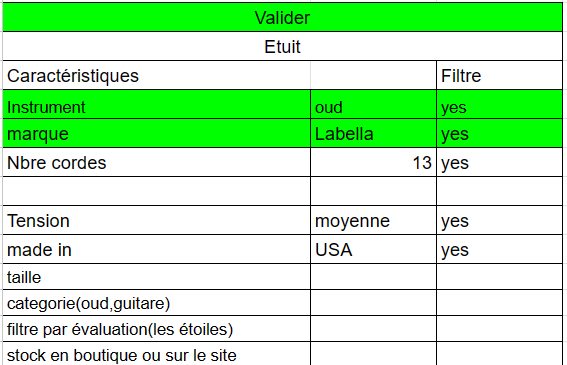 Valider
Etuit
Caractéristiques Filtre
Instrument oud yes
marque Labella yes
Nbre cordes 13 yes
Tension moyenne yes
made in USA yes
taille
categorie(oud,guitare)
filtre par évaluation(les étoiles)
stock en boutique ou sur le site